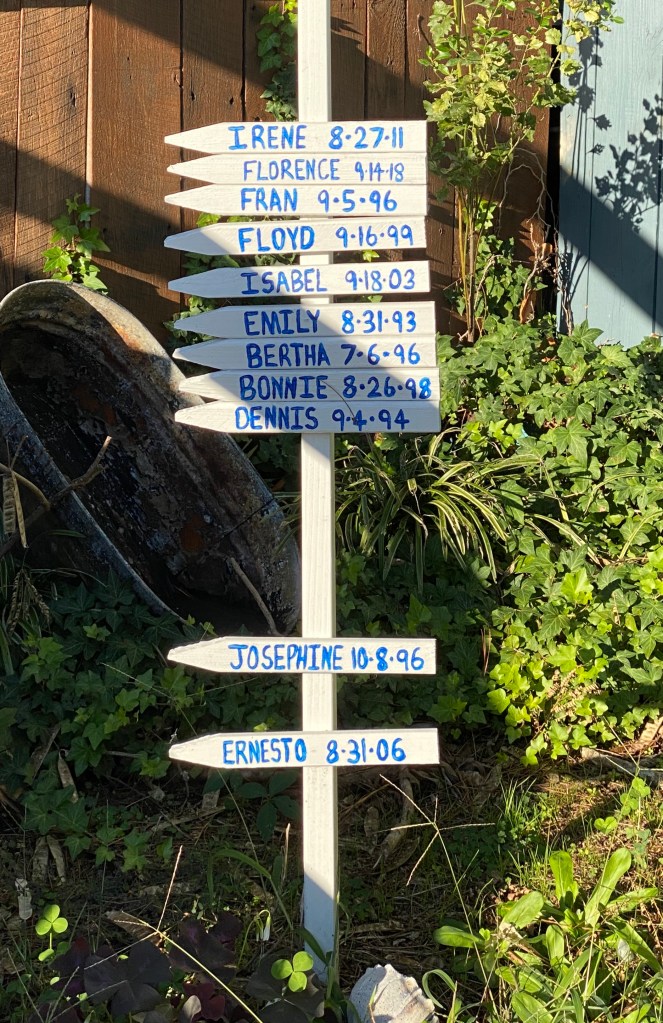 IRENE 8·27·11
FLORENCE 9·14·18
FRAN 9·5·96
FLOYD 9·16·99
ISABEL 9·18·03
EMILY 8·31·93
BERTHA 7·6·96
BONNIE 8·26·98
DENNIS 9·4·94
JOSEPHINE 10·8·96
ERNESTO 8·31·06